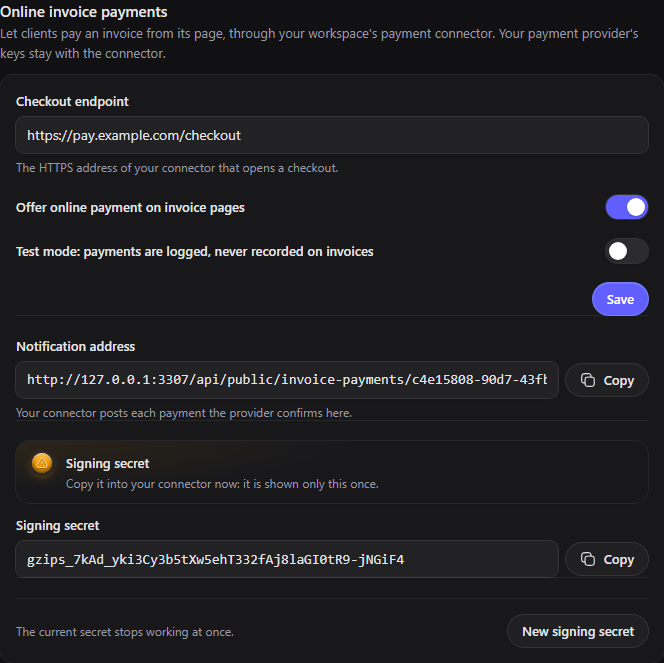 Online invoice payments
Let clients pay an invoice from its page, through your workspace's payment connector. Your payment provider's
keys stay with the connector.
Checkout endpoint
https://pay.example.com/checkout
The HTTPS address of your connector that opens a checkout.
Offer online payment on invoice pages
Test mode: payments are logged, never recorded on invoices
Save
Notification address
http://127.0.0.1:3307/api/public/invoice-payments/c4e15808-90d7-43fb
Copy
Your connector posts each payment the provider confirms here.
Signing secret
Copy it into your connector now: it is shown only this once.
Signing secret
gzips_7kAd_yki3Cy3b5tXw5ehT332fAj8laGI0tR9-jNGiF4
Copy
The current secret stops working at once.
New signing secret